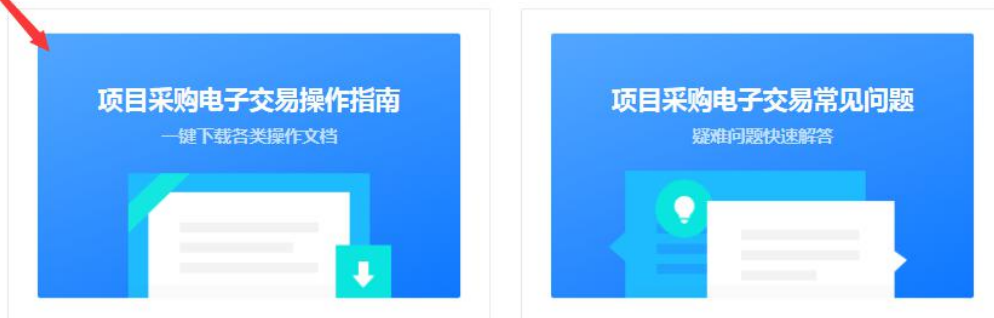 项目采购电子交易操作指南
一键下载各类操作文档
项目采购电子交易常见问题
疑难问题快速解答